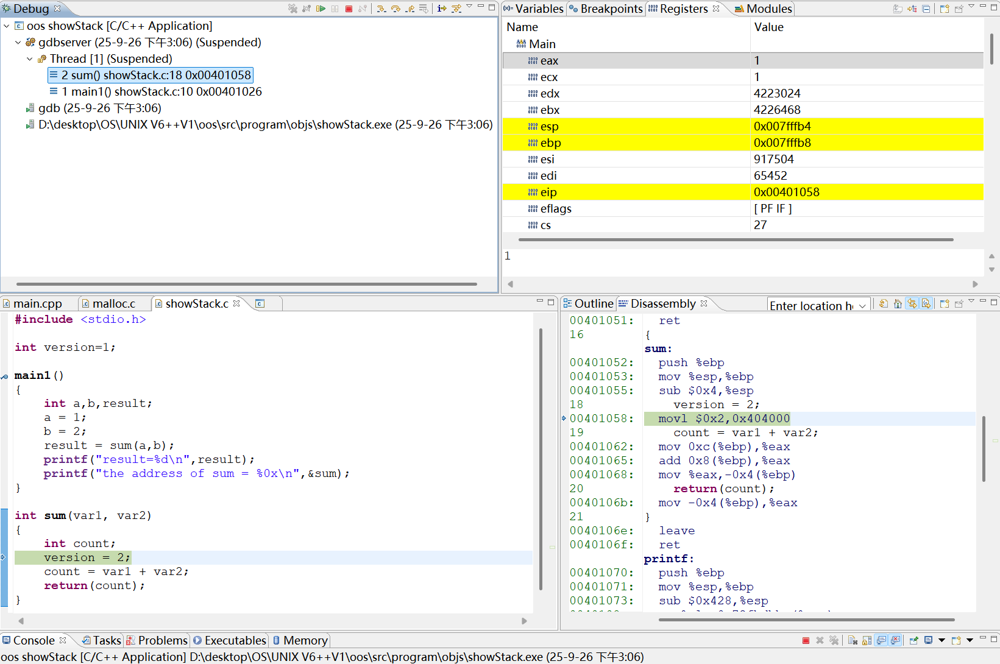 Debug
oos showStack [C/C++ Application]
gdbserver (25-9-26 下午3:06) (Suspended)
Thread [1] (Suspended)
2 sum() showStack.c:18 0x00401058
1 main1() showStack.c:10 0x00401026
gdb (25-9-26 下午3:06)
D:\desktop\OS\UNIX V6++V1\oos\src\program\objs\showStack.exe (25-9-26 下午3:06)
Variables Breakpoints Registers Modules
Name Value
Main
eax 1
ecx 1
edx 4223024
ebx 4226468
esp 0x007fffb4
ebp 0x007fffb8
esi 917504
edi 65452
eip 0x00401058
eflags [ PF IF ]
cs 27
1
main.cpp malloc.c showStack.c
#include <stdio.h>
int version=1;
main1()
{
int a,b,result;
a = 1;
b = 2;
result = sum(a,b);
printf("result=%d\n",result);
printf("the address of sum = %0x\n",&sum);
}
int sum(var1, var2)
{
int count;
version = 2;
count = var1 + var2;
return(count);
}
Outline Disassembly Enter location h
00401051: ret
16 {
sum:
00401052: push %ebp
00401053: mov %esp,%ebp
00401055: sub $0x4,%esp
18 version = 2;
00401058: movl $0x2,0x404000
19 count = var1 + var2;
00401062: mov 0xc(%ebp),%eax
00401065: add 0x8(%ebp),%eax
00401068: mov %eax,-0x4(%ebp)
20 return(count);
0040106b: mov -0x4(%ebp),%eax
21 }
0040106e: leave
0040106f: ret
printf:
00401070: push %ebp
00401071: mov %esp,%ebp
00401073: sub $0x428,%esp
Console Tasks Problems Executables Memory
oos showStack [C/C++ Application] D:\desktop\OS\UNIX V6++V1\oos\src\program\objs\showStack.exe (25-9-26 下午3:06)